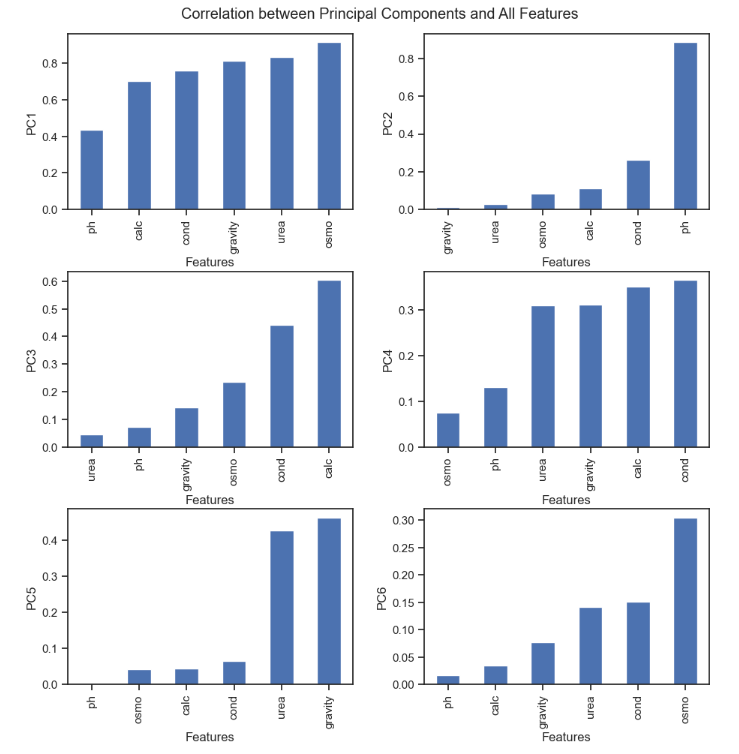 Correlation between Principal Components and All Features
PC1
0.8
0.6
0.4
0.2
0.0
ph
calc
cond
gravity
urea
osmo
Features
PC2
0.8
0.6
0.4
0.2
0.0
gravity
urea
osmo
calc
cond
ph
Features
PC3
0.6
0.5
0.4
0.3
0.2
0.1
0.0
urea
ph
gravity
osmo
cond
calc
Features
PC4
0.3
0.2
0.1
0.0
osmo
ph
urea
gravity
calc
cond
Features
PC5
0.4
0.3
0.2
0.1
0.0
ph
osmo
calc
cond
urea
gravity
Features
PC6
0.30
0.25
0.20
0.15
0.10
0.05
0.00
ph
calc
gravity
urea
cond
osmo
Features